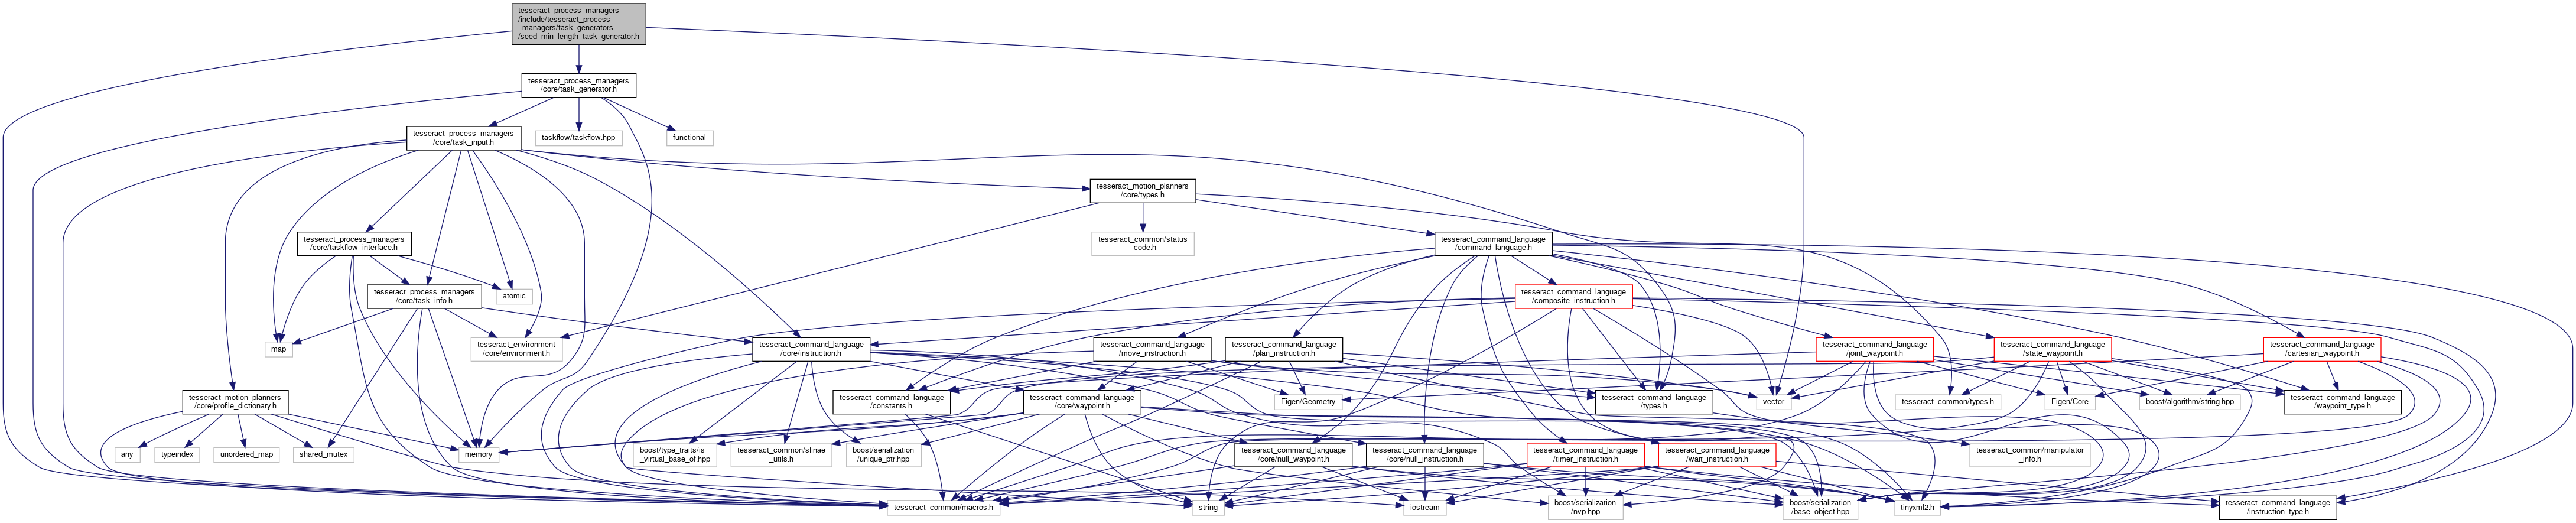 tesseract_process_managers
/include/tesseract_process
_managers/task_generators
/seed_min_length_task_generator.h
tesseract_process_managers
/core/task_generator.h
tesseract_process_managers
/core/task_input.h
taskflow/taskflow.hpp
functional
tesseract_motion_planners
/core/types.h
tesseract_process_managers
/core/taskflow_interface.h
tesseract_common/status
_code.h
tesseract_command_language
/command_language.h
tesseract_process_managers
/core/task_info.h
atomic
tesseract_command_language
/composite_instruction.h
map
tesseract_environment
/core/environment.h
tesseract_command_language
/core/instruction.h
tesseract_command_language
/move_instruction.h
tesseract_command_language
/plan_instruction.h
tesseract_command_language
/joint_waypoint.h
tesseract_command_language
/state_waypoint.h
tesseract_command_language
/cartesian_waypoint.h
tesseract_motion_planners
/core/profile_dictionary.h
tesseract_command_language
/constants.h
tesseract_command_language
/core/waypoint.h
Eigen/Geometry
tesseract_command_language
/types.h
vector
tesseract_common/types.h
Eigen/Core
boost/algorithm/string.hpp
tesseract_command_language
/waypoint_type.h
any
typeindex
unordered_map
shared_mutex
memory
boost/type_traits/is
_virtual_base_of.hpp
tesseract_common/sfinae
_utils.h
boost/serialization
/unique_ptr.hpp
tesseract_command_language
/core/null_waypoint.h
tesseract_command_language
/core/null_instruction.h
tesseract_command_language
/timer_instruction.h
tesseract_command_language
/wait_instruction.h
tesseract_common/manipulator
_info.h
tesseract_common/macros.h
string
iostream
boost/serialization
/nvp.hpp
boost/serialization
/base_object.hpp
tinyxml2.h
tesseract_command_language
/instruction_type.h